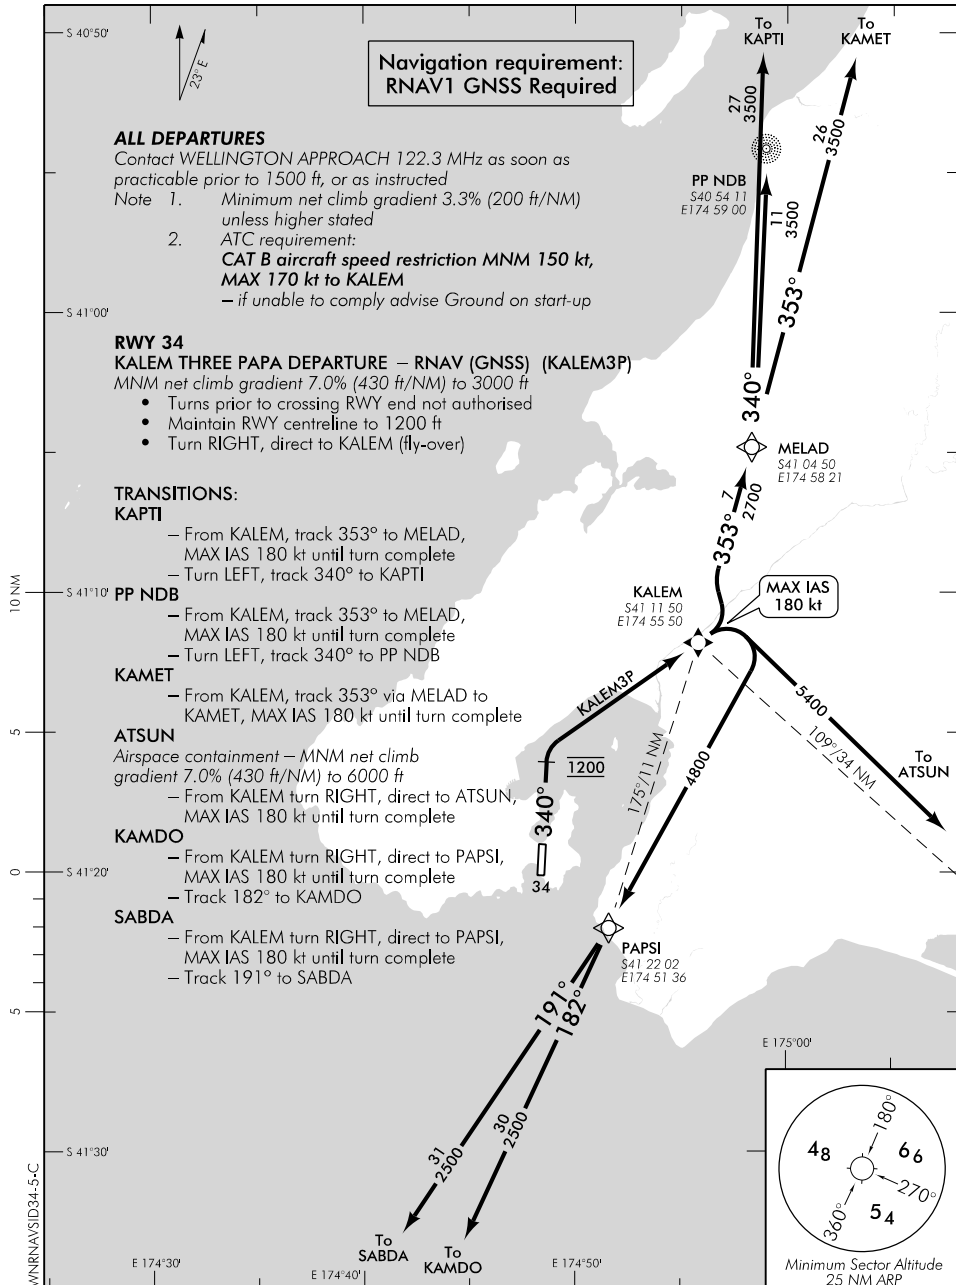 S 40°50'
To
KAPTI
To
KAMET
23° E
Navigation requirement:
RNAV1 GNSS Required
27
3500
26
3500
ALL DEPARTURES
Contact WELLINGTON APPROACH 122.3 MHz as soon as
practicable prior to 1500 ft, or as instructed
Note 1. Minimum net climb gradient 3.3% (200 ft/NM)
unless higher stated
2. ATC requirement:
CAT B aircraft speed restriction MNM 150 kt,
MAX 170 kt to KALEM
– if unable to comply advise Ground on start-up
PP NDB
S40 54 11
E174 59 00
11
3500
353°
S 41°00'
RWY 34
KALEM THREE PAPA DEPARTURE – RNAV (GNSS) (KALEM3P)
MNM net climb gradient 7.0% (430 ft/NM) to 3000 ft
• Turns prior to crossing RWY end not authorised
• Maintain RWY centreline to 1200 ft
• Turn RIGHT, direct to KALEM (fly-over)
340°
MELAD
S41 04 50
E174 58 21
7
2700
353°
TRANSITIONS:
KAPTI
– From KALEM, track 353° to MELAD,
MAX IAS 180 kt until turn complete
– Turn LEFT, track 340° to KAPTI
PP NDB
– From KALEM, track 353° to MELAD,
MAX IAS 180 kt until turn complete
– Turn LEFT, track 340° to PP NDB
KAMET
– From KALEM, track 353° via MELAD to
KAMET, MAX IAS 180 kt until turn complete
ATSUN
Airspace containment – MNM net climb
gradient 7.0% (430 ft/NM) to 6000 ft
– From KALEM turn RIGHT, direct to ATSUN,
MAX IAS 180 kt until turn complete
KAMDO
– From KALEM turn RIGHT, direct to PAPSI,
MAX IAS 180 kt until turn complete
– Track 182° to KAMDO
SABDA
– From KALEM turn RIGHT, direct to PAPSI,
MAX IAS 180 kt until turn complete
– Track 191° to SABDA
10 NM
S 41°10'
KALEM
S41 11 50
E174 55 50
MAX IAS
180 kt
KALEM3P
5400
109°/34 NM
To
ATSUN
175°/11 NM
4800
5
1200
340°
34
0
S 41°20'
PAPSI
S41 22 02
E174 51 36
191°
182°
5
E 175°00'
S 41°30'
31
2500
30
2500
180°
48
66
270°
54
360°
Minimum Sector Altitude
25 NM ARP
WNRNAVSID34-5-C
To
SABDA
To
KAMDO
E 174°30'
E 174°40'
E 174°50'